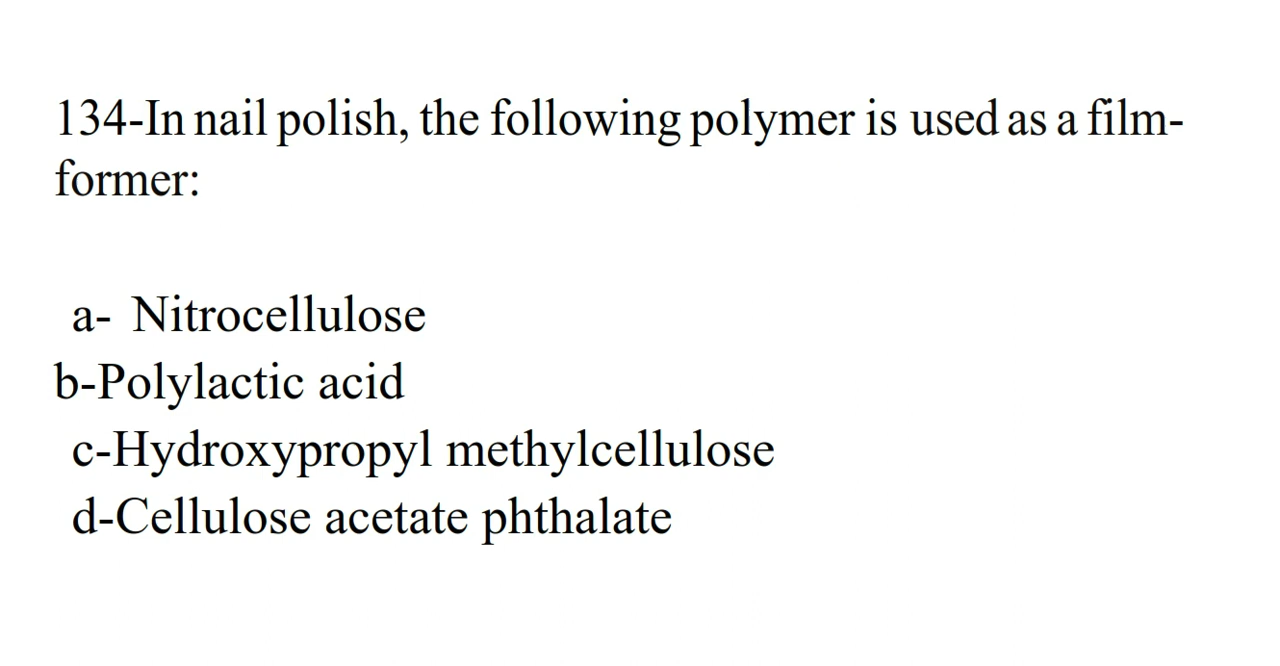 134-In nail polish, the following polymer is used as a film-
former:
a- Nitrocellulose
b-Polylactic acid
c-Hydroxypropyl methylcellulose
d-Cellulose acetate phthalate